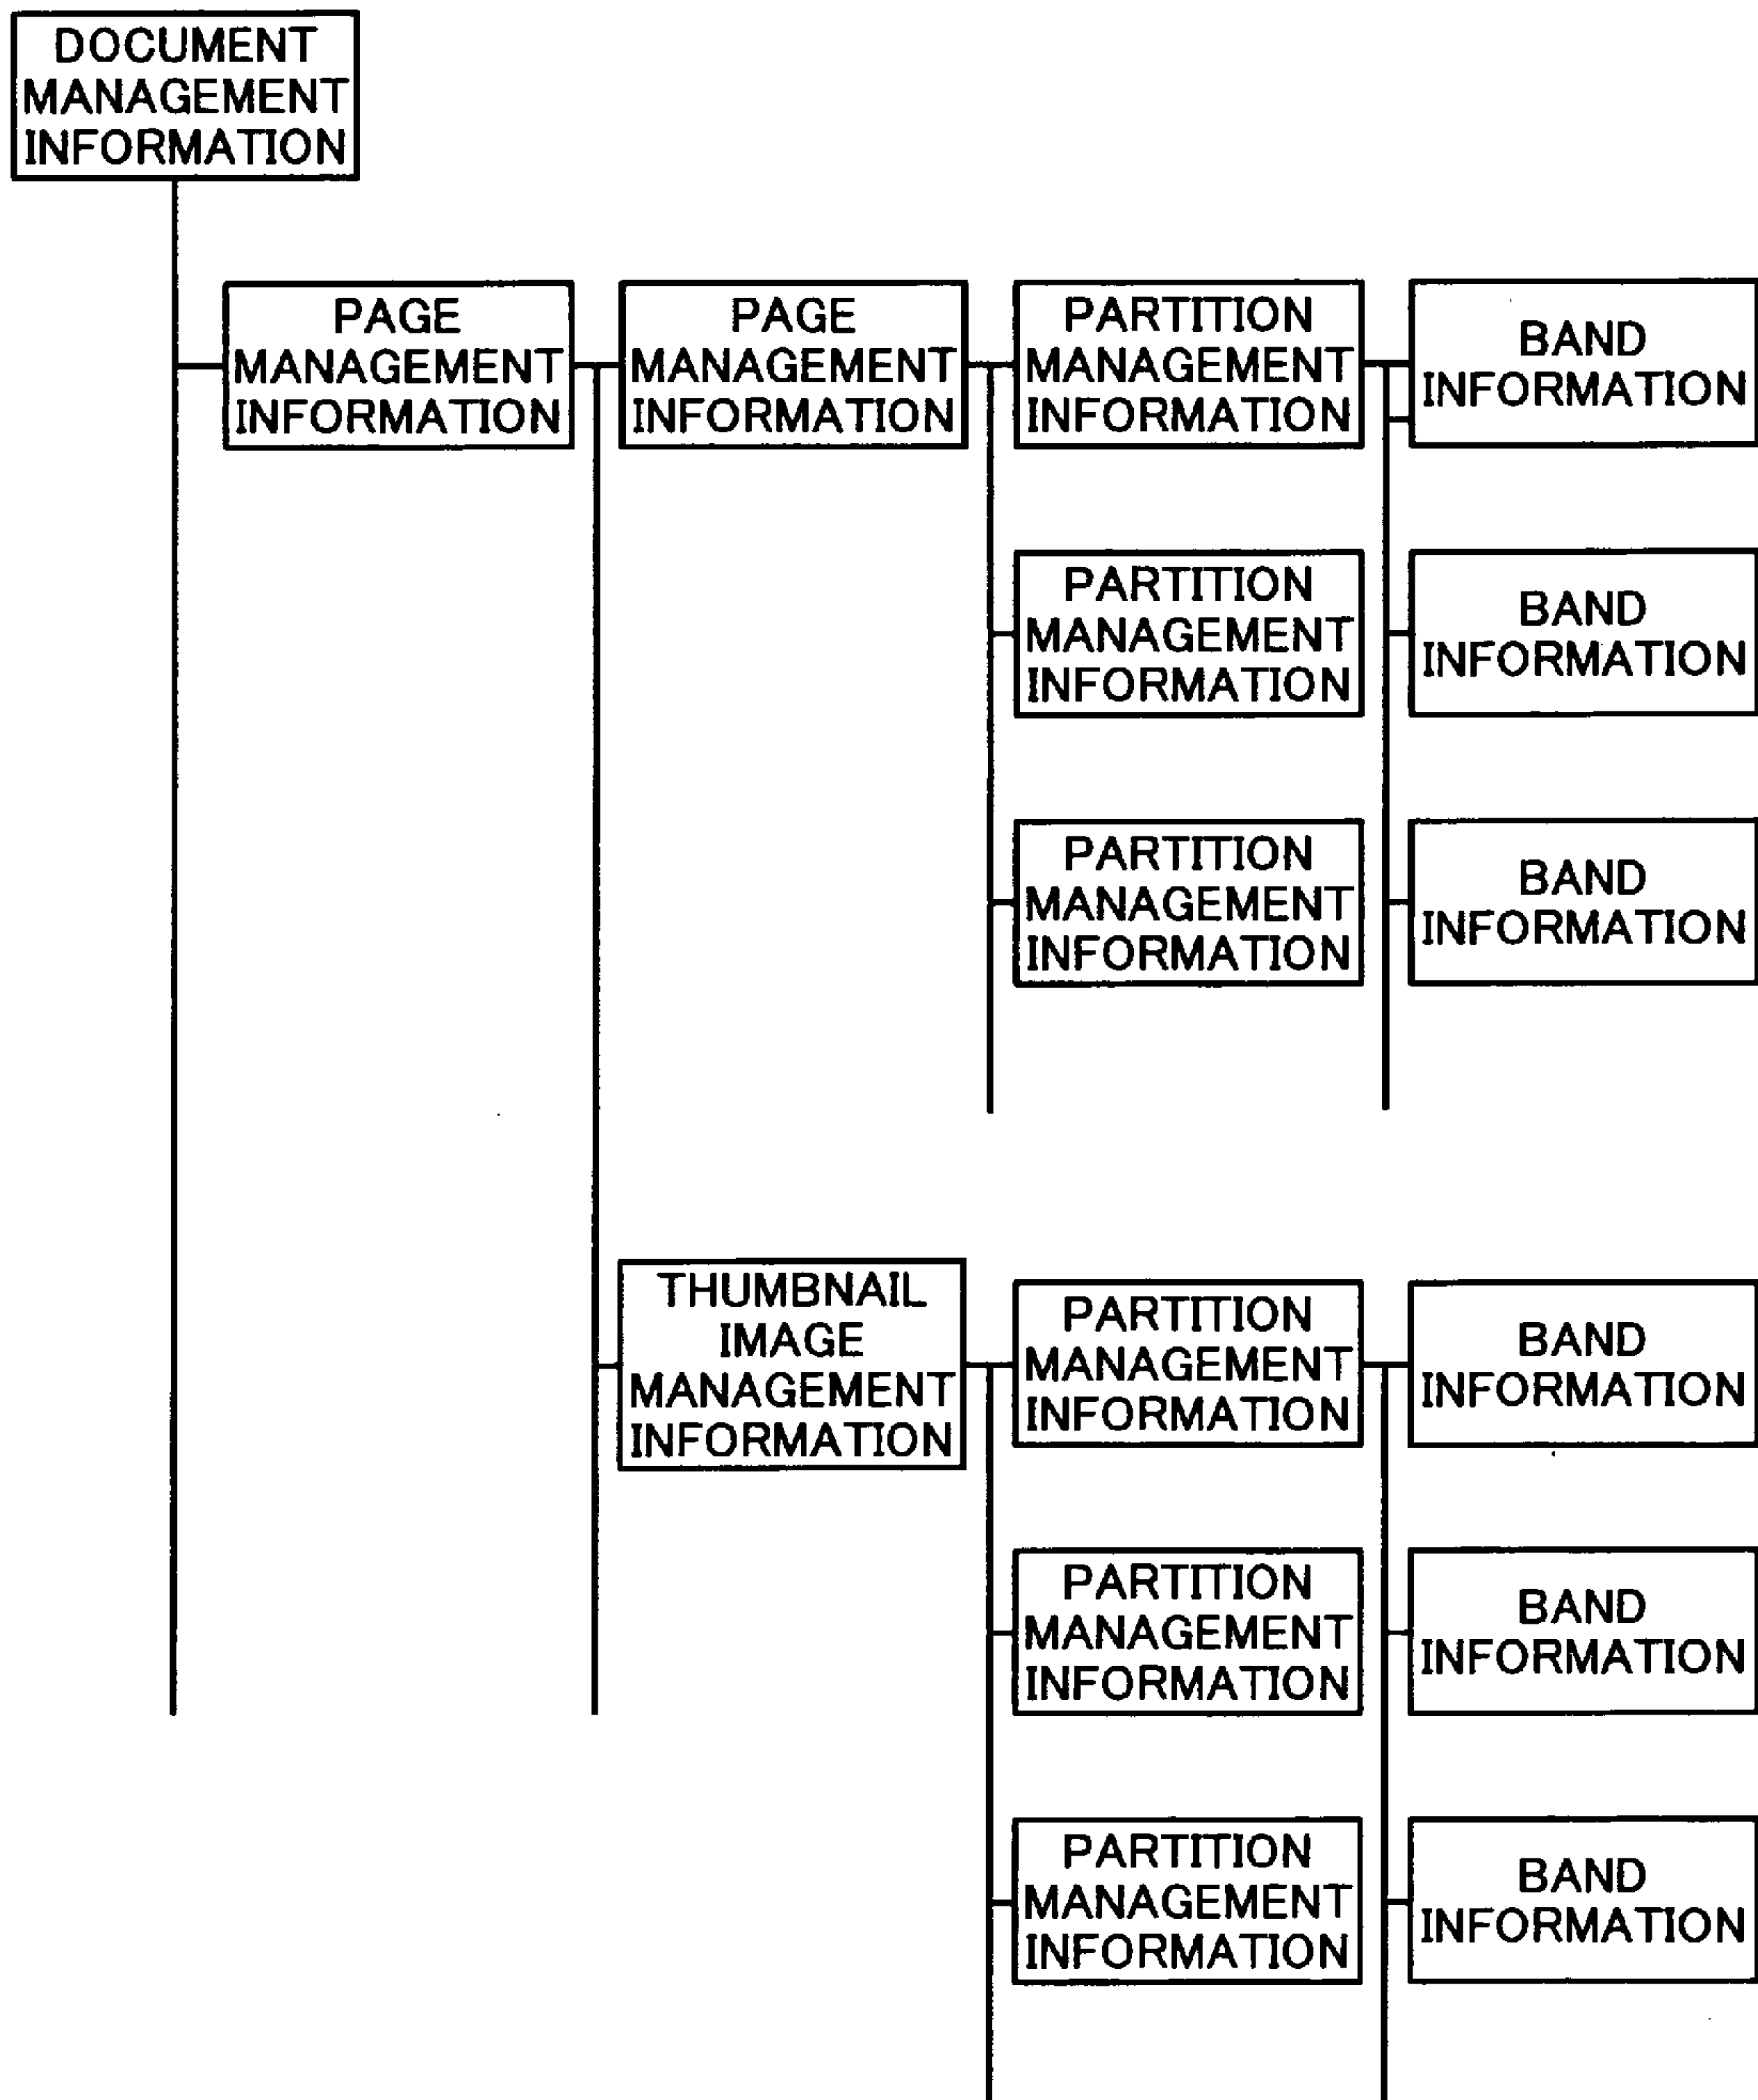 DOCUMENT
MANAGEMENT
INFORMATION
PAGE
MANAGEMENT
INFORMATION
PAGE
MANAGEMENT
INFORMATION
PARTITION
MANAGEMENT
INFORMATION
BAND
INFORMATION
PARTITION
MANAGEMENT
INFORMATION
BAND
INFORMATION
PARTITION
MANAGEMENT
INFORMATION
BAND
INFORMATION
THUMBNAIL
IMAGE
MANAGEMENT
INFORMATION
PARTITION
MANAGEMENT
INFORMATION
BAND
INFORMATION
PARTITION
MANAGEMENT
INFORMATION
BAND
INFORMATION
PARTITION
MANAGEMENT
INFORMATION
BAND
INFORMATION